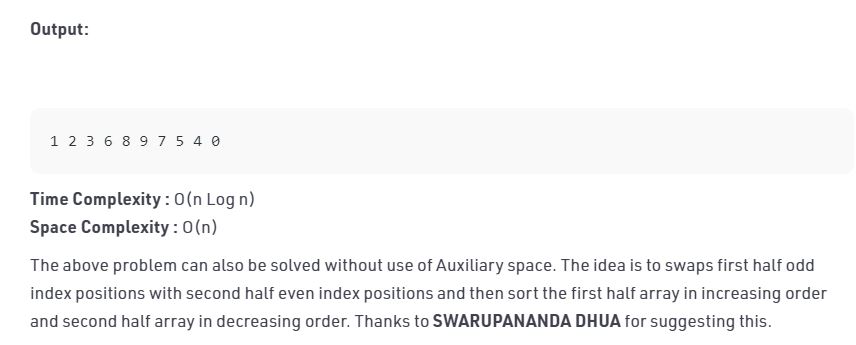 Output:
1 2 3 6 8 9 7 5 4 0
Time Complexity : O(n Log n)
Space Complexity : O(n)
The above problem can also be solved without use of Auxiliary space. The idea is to swaps first half odd
index positions with second half even index positions and then sort the first half array in increasing order
and second half array in decreasing order. Thanks to SWARUPANANDA DHUA for suggesting this.